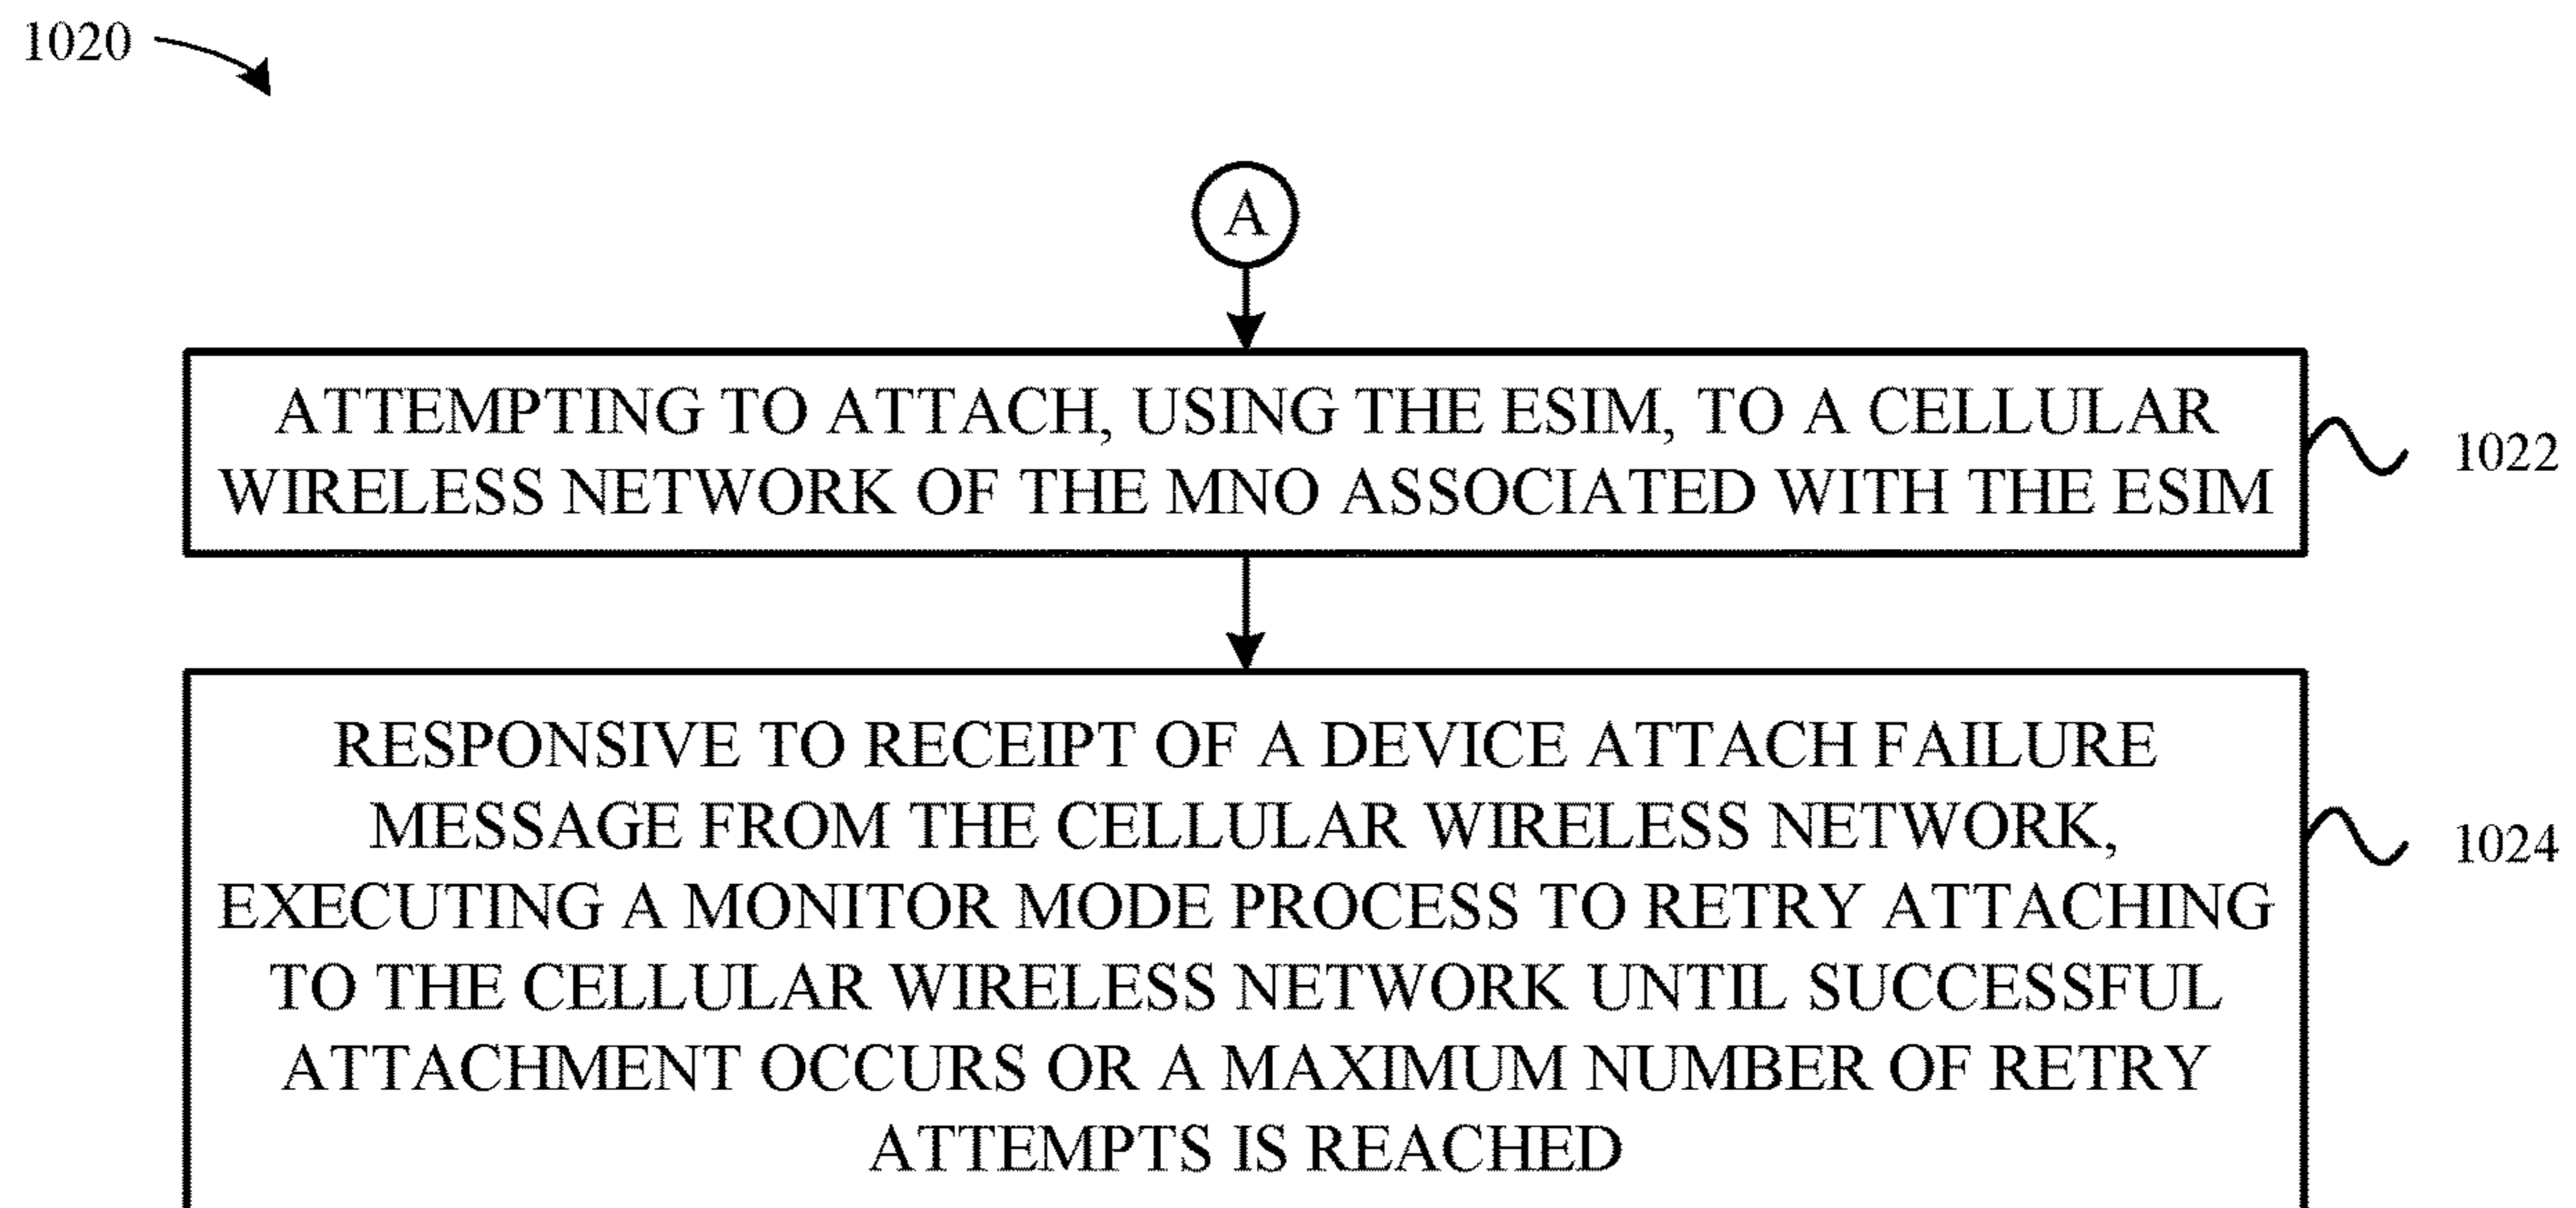 1020
A
ATTEMPTING TO ATTACH, USING THE ESIM, TO A CELLULAR
WIRELESS NETWORK OF THE MNO ASSOCIATED WITH THE ESIM
1022
RESPONSIVE TO RECEIPT OF A DEVICE ATTACH FAILURE
MESSAGE FROM THE CELLULAR WIRELESS NETWORK,
EXECUTING A MONITOR MODE PROCESS TO RETRY ATTACHING
TO THE CELLULAR WIRELESS NETWORK UNTIL SUCCESSFUL
ATTACHMENT OCCURS OR A MAXIMUM NUMBER OF RETRY
ATTEMPTS IS REACHED
1024